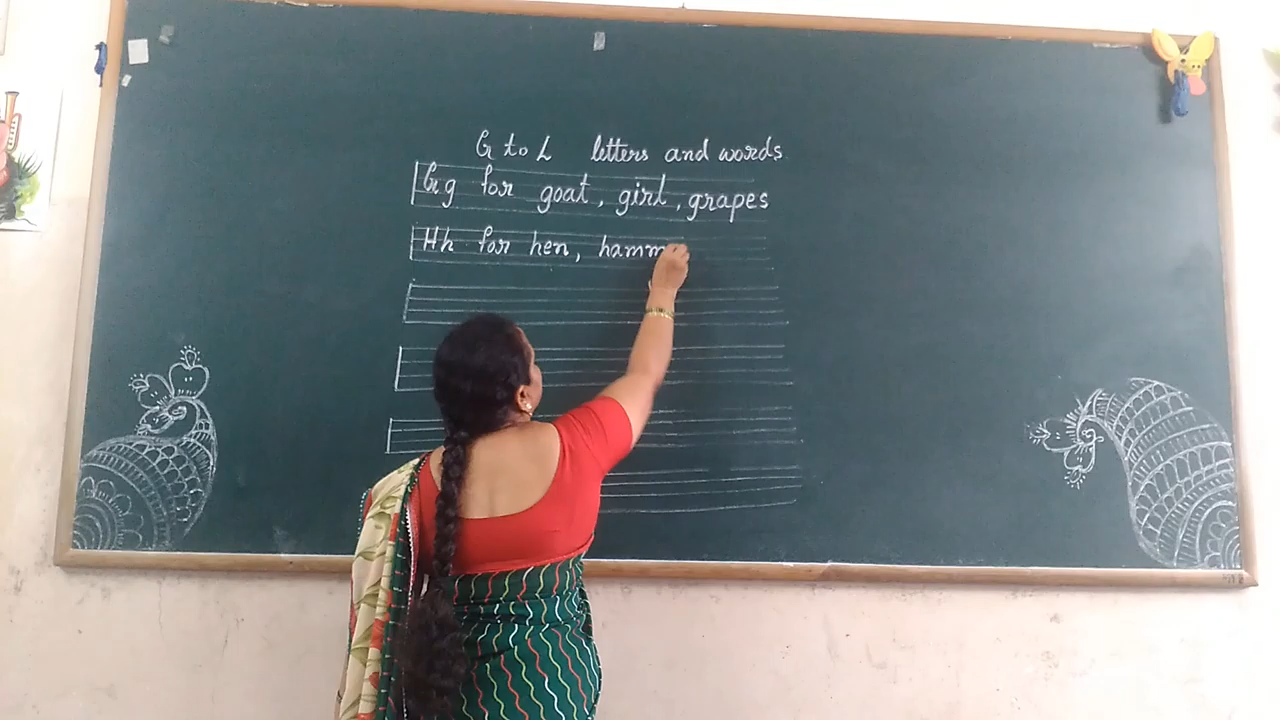 G to L letters and words
Gg for goat, girl, grapes
Hh for hen, hamm